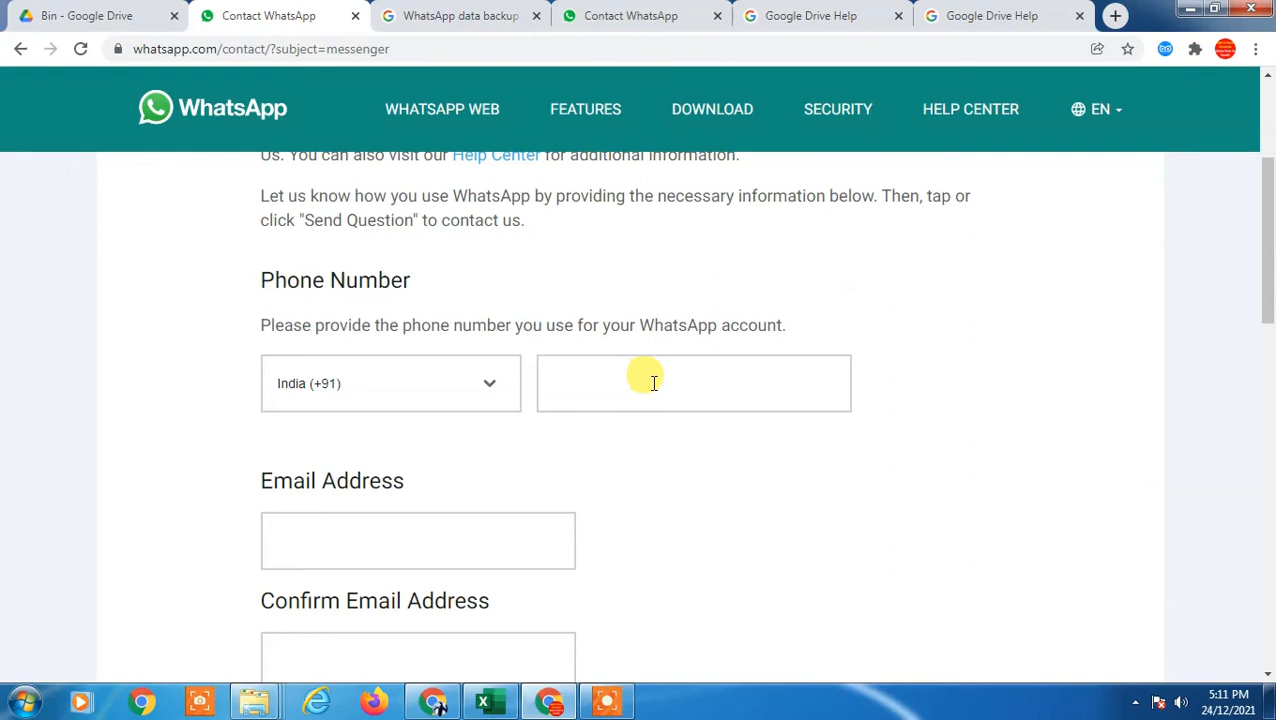 Bin - Google Drive
Contact WhatsApp
WhatsApp data backup
Contact WhatsApp
Google Drive Help
Google Drive Help
whatsapp.com/contact/?subject=messenger
WhatsApp
WHATSAPP WEB
FEATURES
DOWNLOAD
SECURITY
HELP CENTER
EN
Us. You can also visit our Help Center for additional information.
Let us know how you use WhatsApp by providing the necessary information below. Then, tap or
click "Send Question" to contact us.
Phone Number
Please provide the phone number you use for your WhatsApp account.
India (+91)
Email Address
Confirm Email Address
5:11 PM
24/12/2021